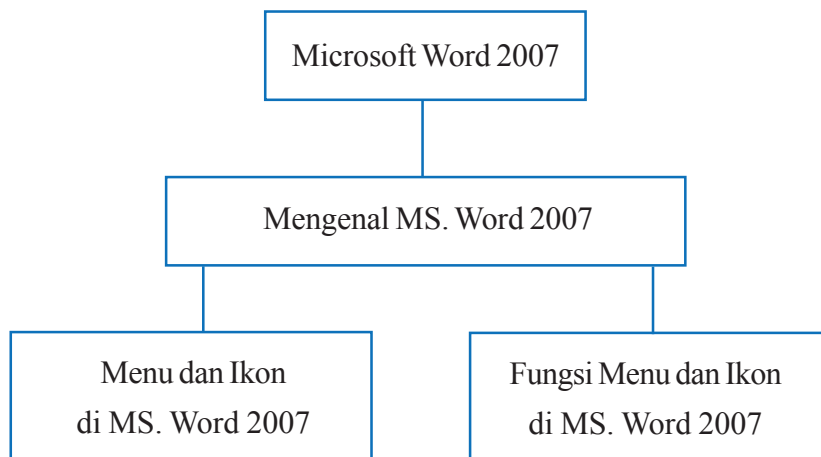 Microsoft Word 2007
Mengenal MS. Word 2007
Menu dan Ikon
di MS. Word 2007
Fungsi Menu dan Ikon
di MS. Word 2007